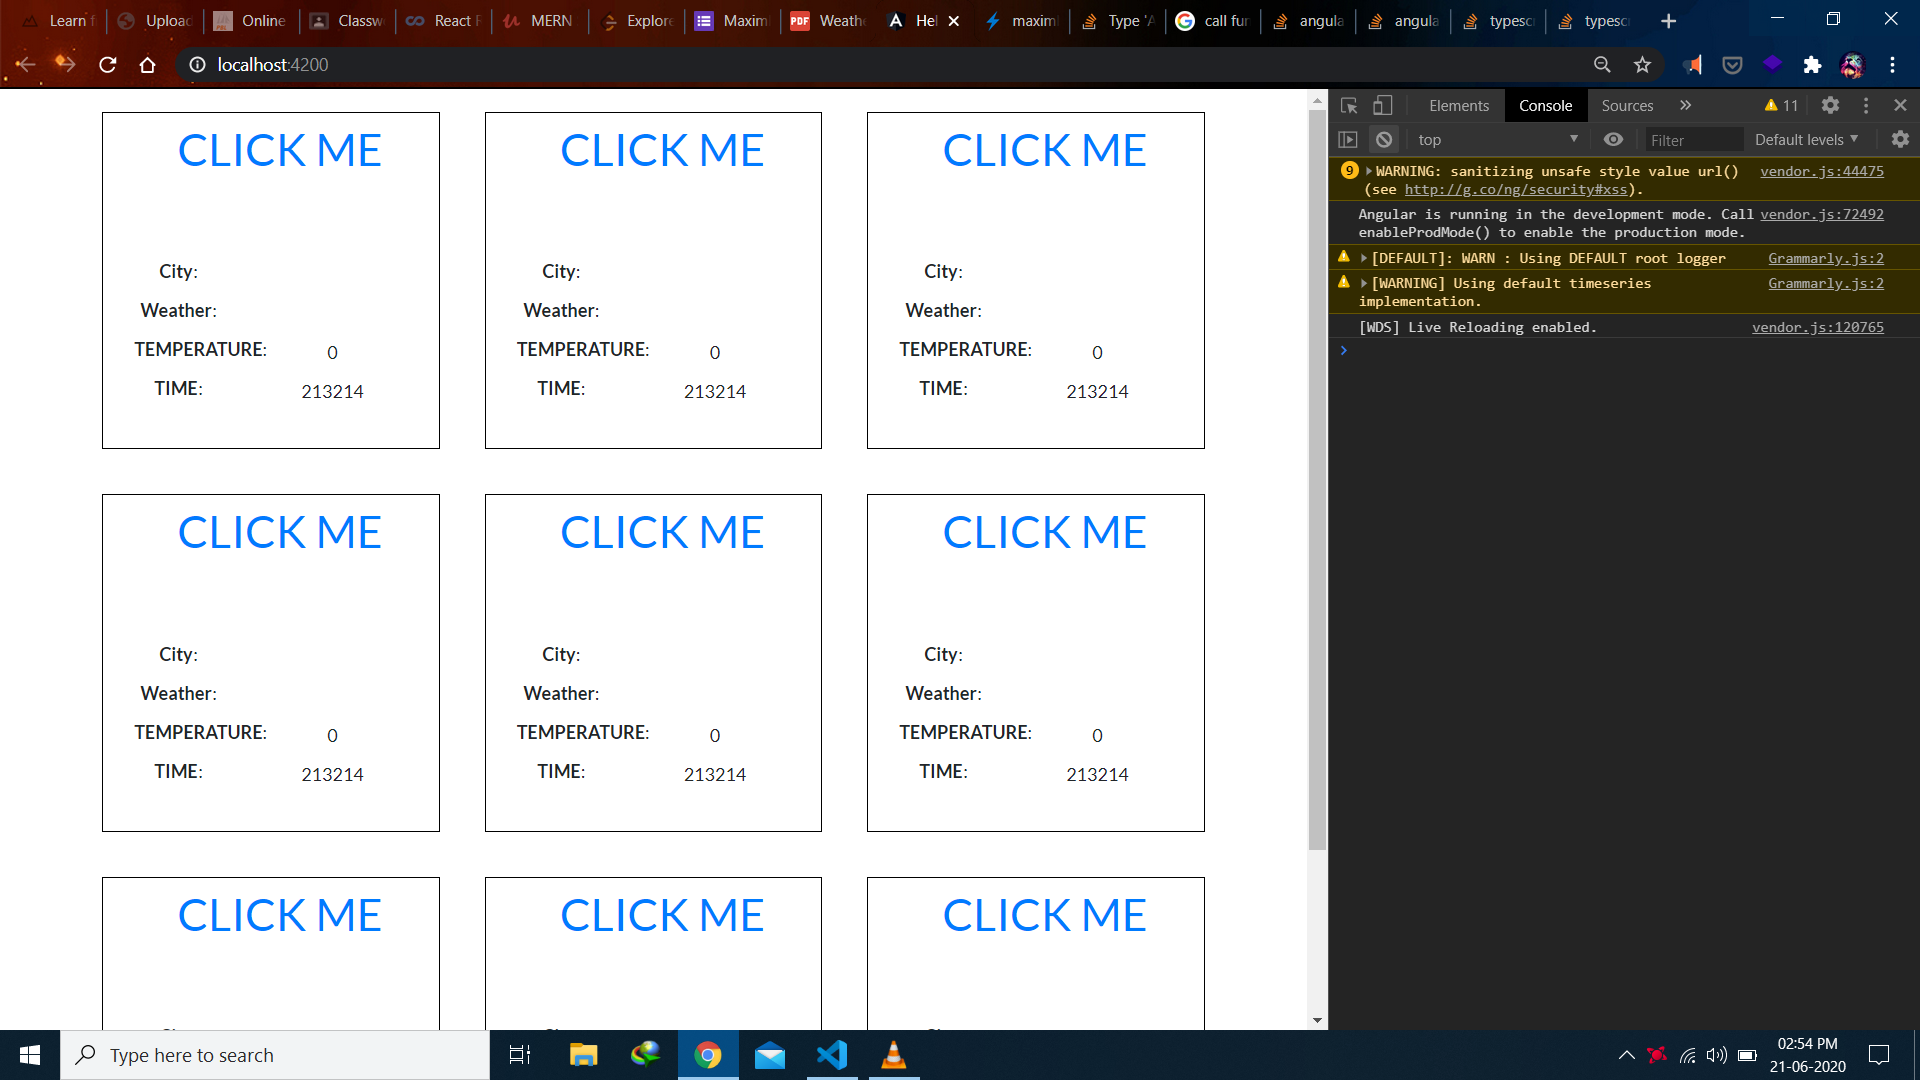 Learn f
Upload
Online
Classw
React F
MERN
Explore
Maxim
PDF
Weathe
Hel
maxim
Type 'A
call fun
angula
angula
typesc
typesc
localhost:4200
CLICK ME CLICK ME CLICK ME
City: City: City:
Weather: Weather: Weather:
TEMPERATURE: 0 TEMPERATURE: 0 TEMPERATURE: 0
TIME: 213214 TIME: 213214 TIME: 213214
CLICK ME CLICK ME CLICK ME
City: City: City:
Weather: Weather: Weather:
TEMPERATURE: 0 TEMPERATURE: 0 TEMPERATURE: 0
TIME: 213214 TIME: 213214 TIME: 213214
CLICK ME CLICK ME CLICK ME
Elements Console Sources » 11
top Filter Default levels
9 WARNING: sanitizing unsafe style value url() vendor.js:44475
(see http://g.co/ng/security#xss).
Angular is running in the development mode. Call vendor.js:72492
enableProdMode() to enable the production mode.
[DEFAULT]: WARN : Using DEFAULT root logger Grammarly.js:2
[WARNING] Using default timeseries Grammarly.js:2
implementation.
[WDS] Live Reloading enabled. vendor.js:120765
Type here to search
02:54 PM
21-06-2020